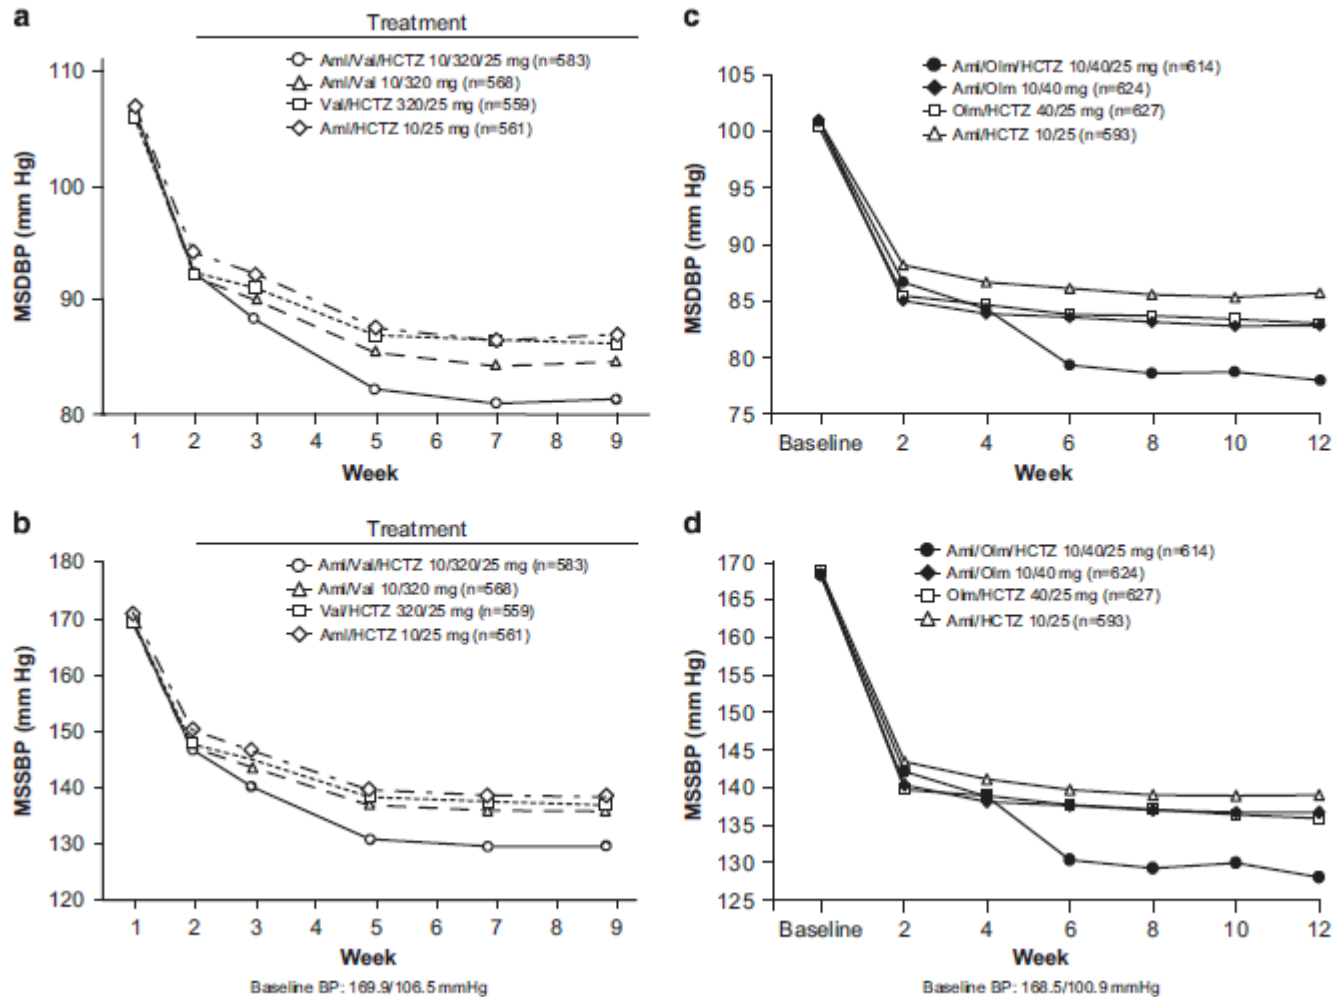 a
Treatment
Aml/Val/HCTZ 10/320/25 mg (n=583)
Aml/Val 10/320 mg (n=568)
Val/HCTZ 320/25 mg (n=559)
Aml/HCTZ 10/25 mg (n=561)
MSDBP (mm Hg)
110
100
90
80
1 2 3 4 5 6 7 8 9
Week
c
Aml/Olm/HCTZ 10/40/25 mg (n=614)
Aml/Olm 10/40 mg (n=624)
Olm/HCTZ 40/25 mg (n=627)
Aml/HCTZ 10/25 (n=593)
MSDBP (mm Hg)
105
100
95
90
85
80
75
Baseline 2 4 6 8 10 12
Week
b
Treatment
Aml/Val/HCTZ 10/320/25 mg (n=583)
Aml/Val 10/320 mg (n=568)
Val/HCTZ 320/25 mg (n=559)
Aml/HCTZ 10/25 mg (n=561)
MSSBP (mm Hg)
180
170
160
150
140
130
120
1 2 3 4 5 6 7 8 9
Week
Baseline BP: 169.9/106.5 mmHg
d
Aml/Olm/HCTZ 10/40/25 mg (n=614)
Aml/Olm 10/40 mg (n=624)
Olm/HCTZ 40/25 mg (n=627)
Aml/HCTZ 10/25 (n=593)
MSSBP (mm Hg)
170
165
160
155
150
145
140
135
130
125
Baseline 2 4 6 8 10 12
Week
Baseline BP: 168.5/100.9 mmHg